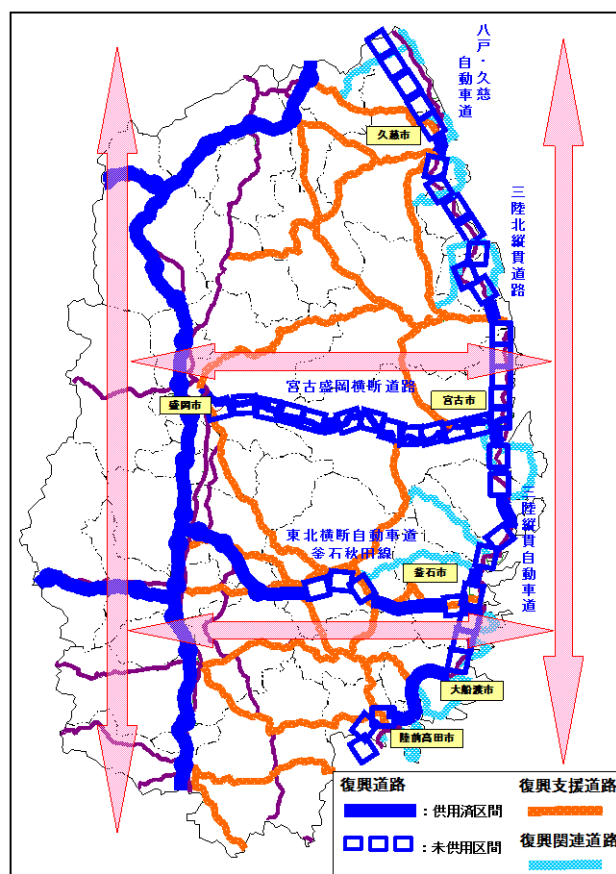 八戸・久慈
自動車道
久慈市
三陸北縦貫道路
宮古盛岡横断道路
宮古市
盛岡市
三陸縦貫自動車道
東北横断自動車道
釜石秋田線
釜石市
大船渡市
陸前高田市
復興道路
：供用済区間
：未供用区間
復興支援道路
復興関連道路